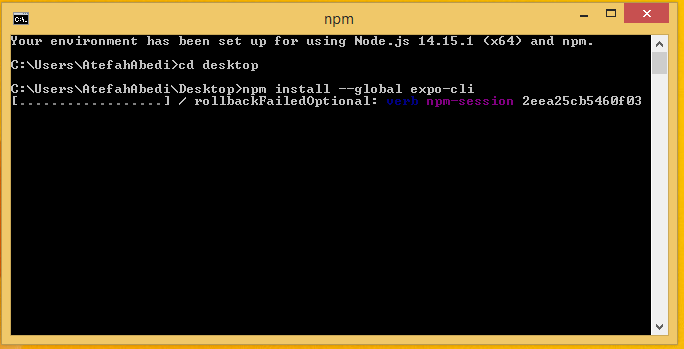 npm
C:\.
Your environment has been set up for using Node.js 14.15.1 (x64) and npm.
C:\Users\AtefahAbedi>cd desktop
C:\Users\AtefahAbedi\Desktop>npm install --global expo-cli
[..................] / rollbackFailedOptional: verb npm-session 2eea25cb5460f03